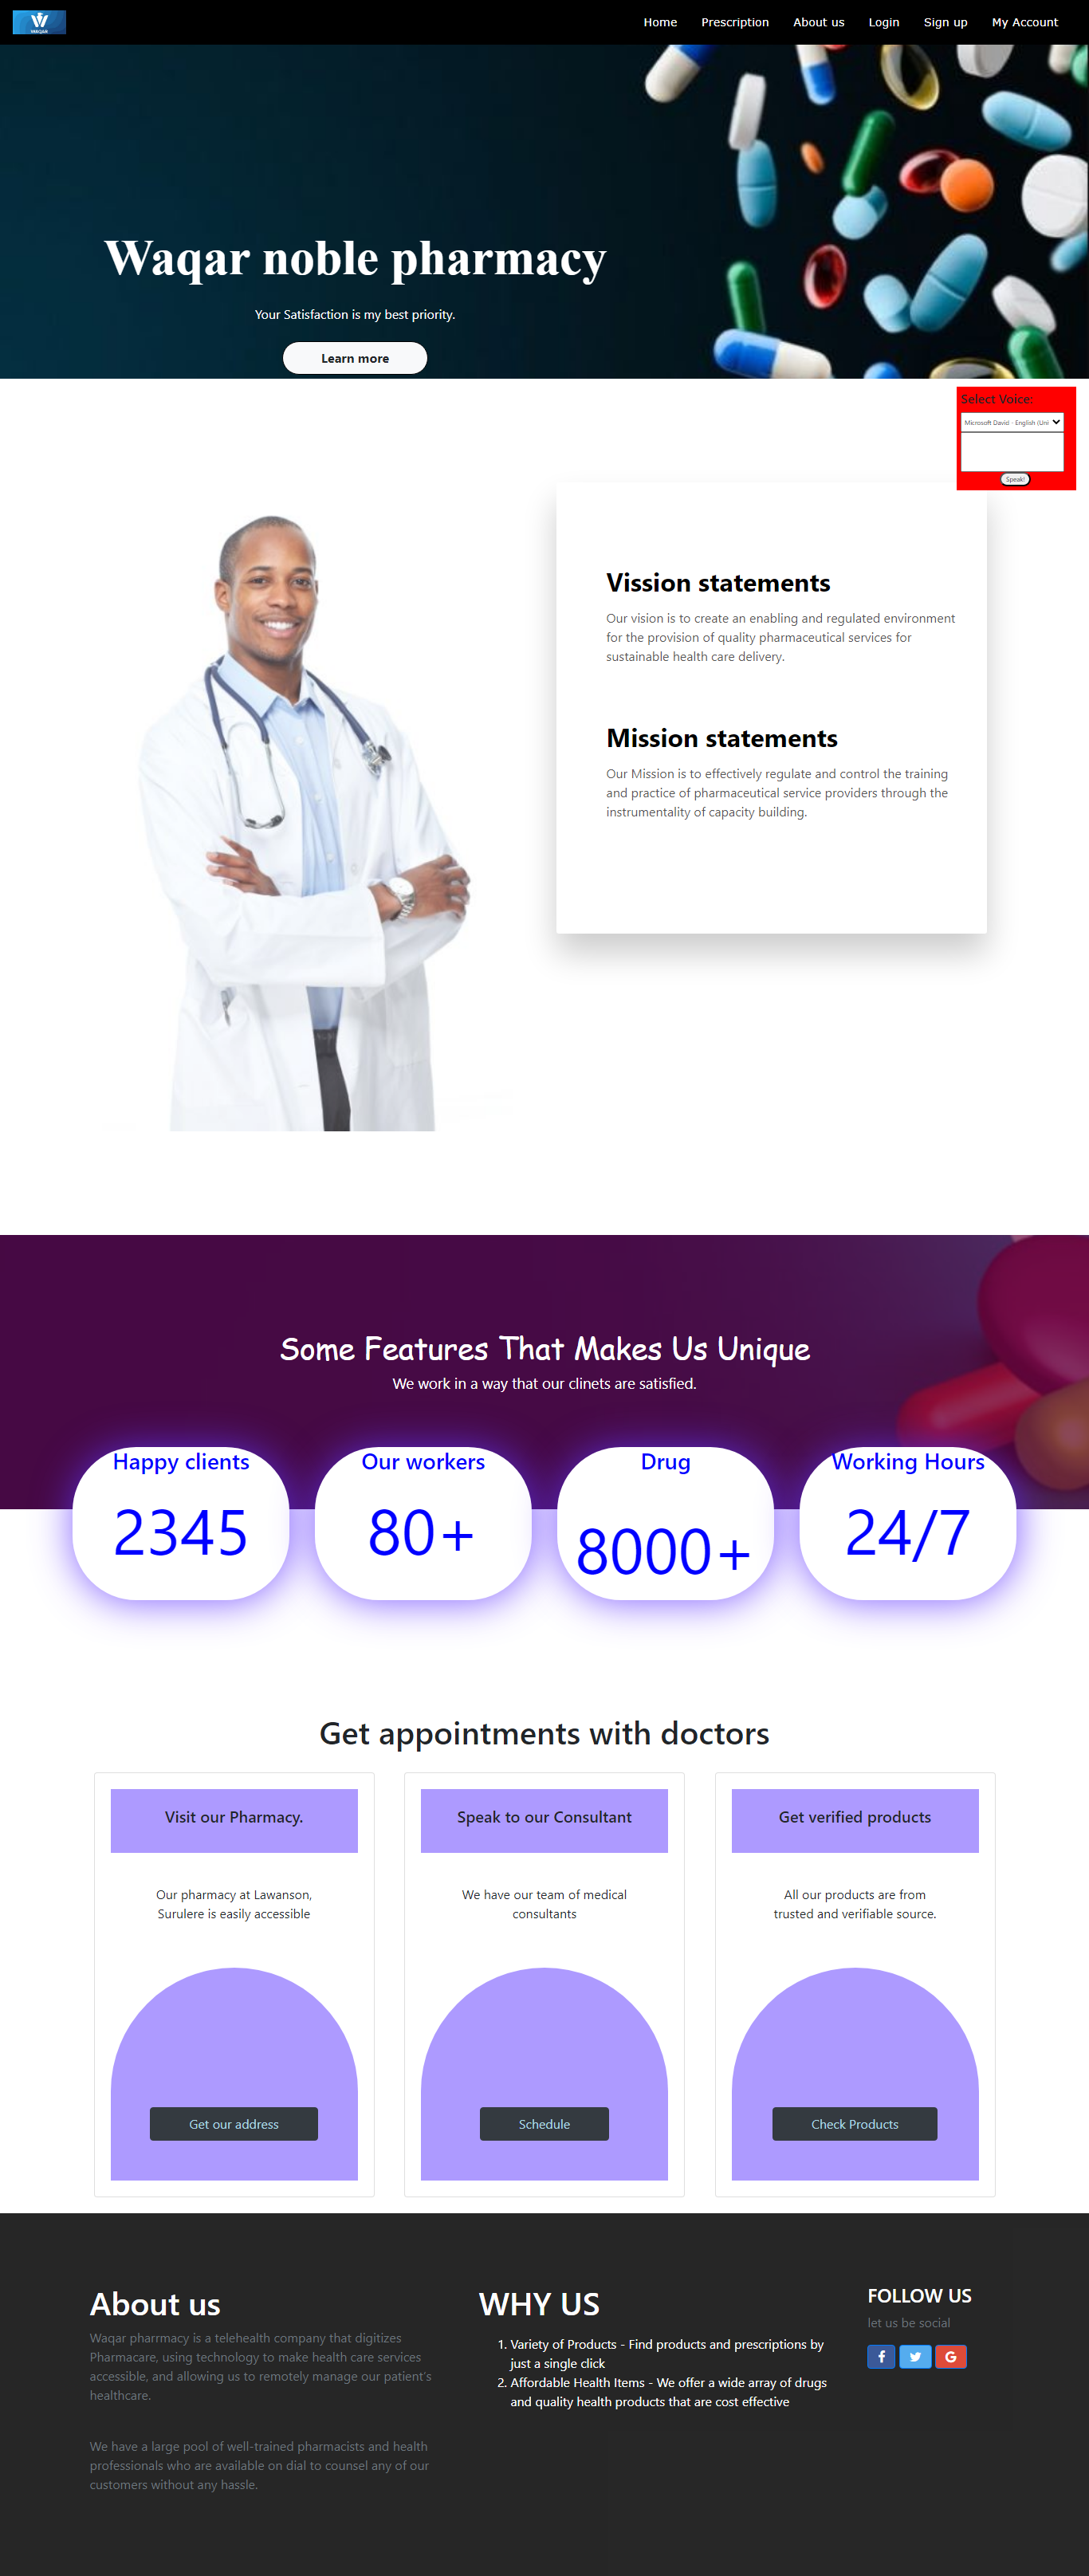 WAQAR
Home Prescription About us Login Sign up My Account
Waqar noble pharmacy
Your Satisfaction is my best priority.
Learn more
Select Voice:
Microsoft David - English (Uni
Speak!
Vission statements
Our vision is to create an enabling and regulated environment
for the provision of quality pharmaceutical services for
sustainable health care delivery.
Mission statements
Our Mission is to effectively regulate and control the training
and practice of pharmaceutical service providers through the
instrumentality of capacity building.
Some Features That Makes Us Unique
We work in a way that our clinets are satisfied.
Happy clients
2345
Our workers
80+
Drug
8000+
Working Hours
24/7
Get appointments with doctors
Visit our Pharmacy.
Our pharmacy at Lawanson,
Surulere is easily accessible
Get our address
Speak to our Consultant
We have our team of medical
consultants
Schedule
Get verified products
All our products are from
trusted and verifiable source.
Check Products
About us
Waqar pharrmacy is a telehealth company that digitizes
Pharmacare, using technology to make health care services
accessible, and allowing us to remotely manage our patient's
healthcare.
We have a large pool of well-trained pharmacists and health
professionals who are available on dial to counsel any of our
customers without any hassle.
WHY US
1. Variety of Products - Find products and prescriptions by
just a single click
2. Affordable Health Items - We offer a wide array of drugs
and quality health products that are cost effective
FOLLOW US
let us be social